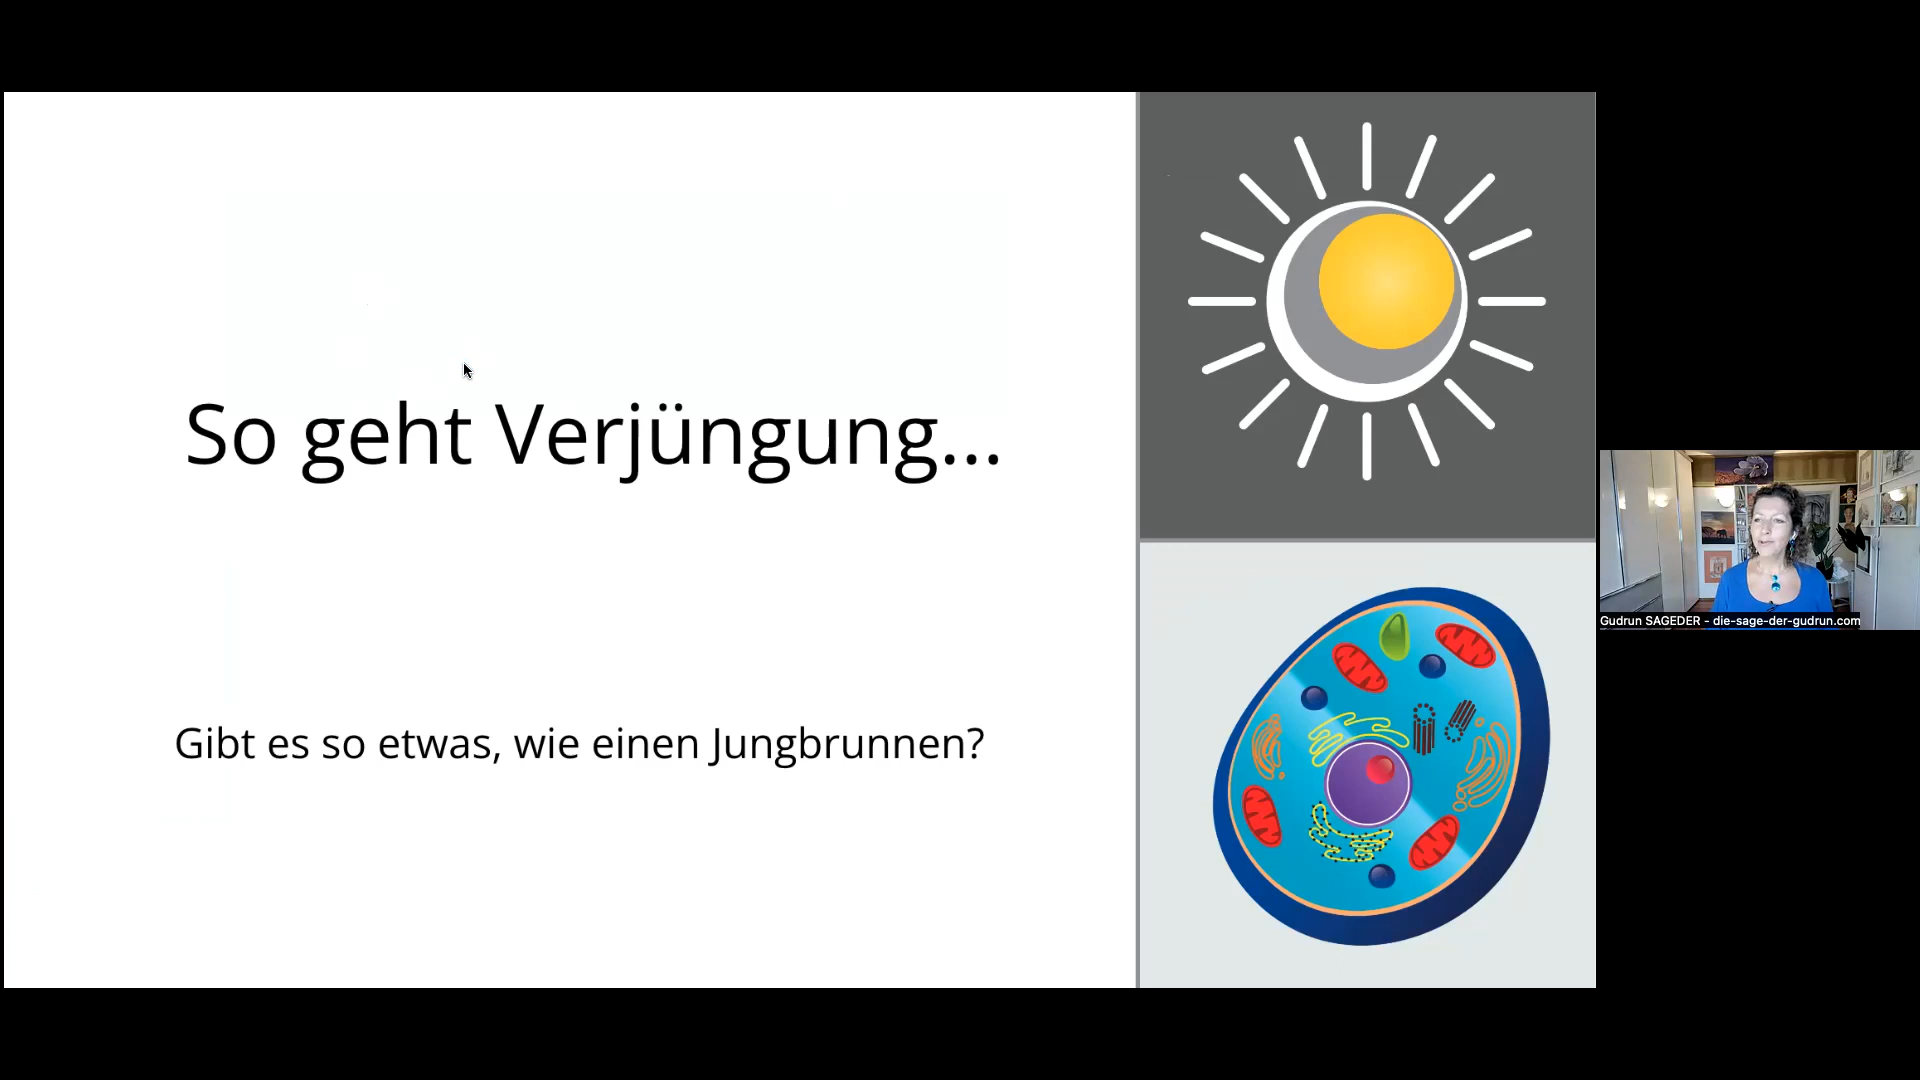 So geht Verjüngung...
Gibt es so etwas, wie einen Jungbrunnen?
Gudrun SAGEDER - die-sage-der-gudrun.com